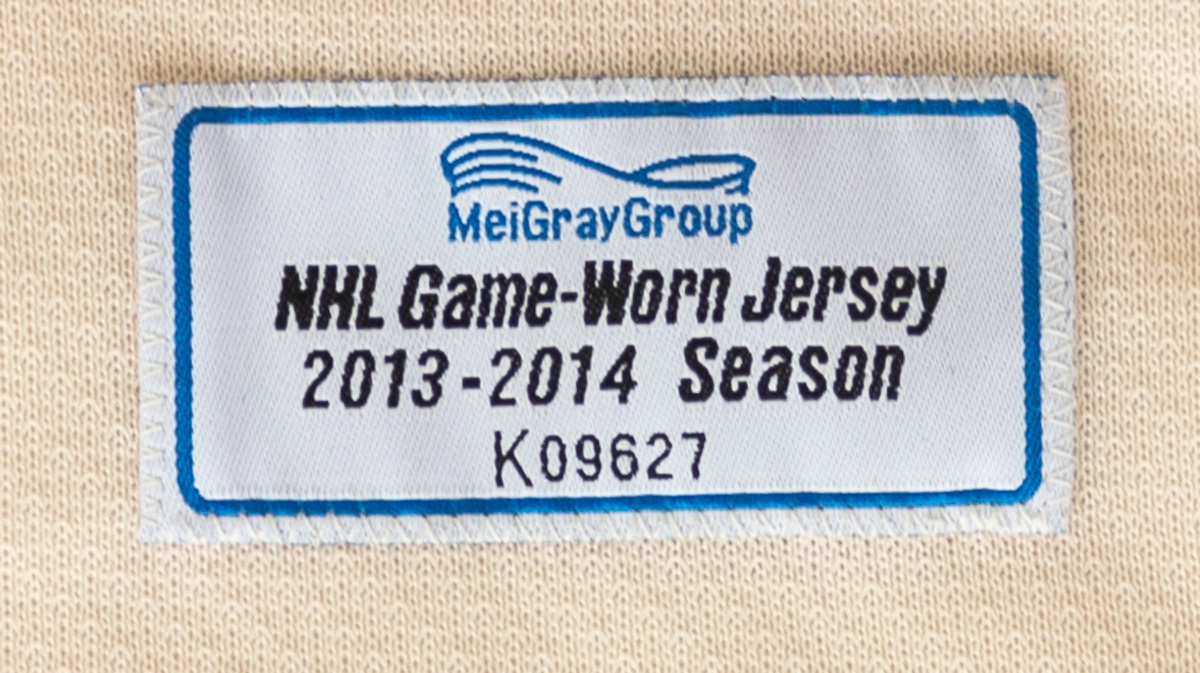 MeiGrayGroup
NHL Game-Worn Jersey
2013-2014 Season
K09627